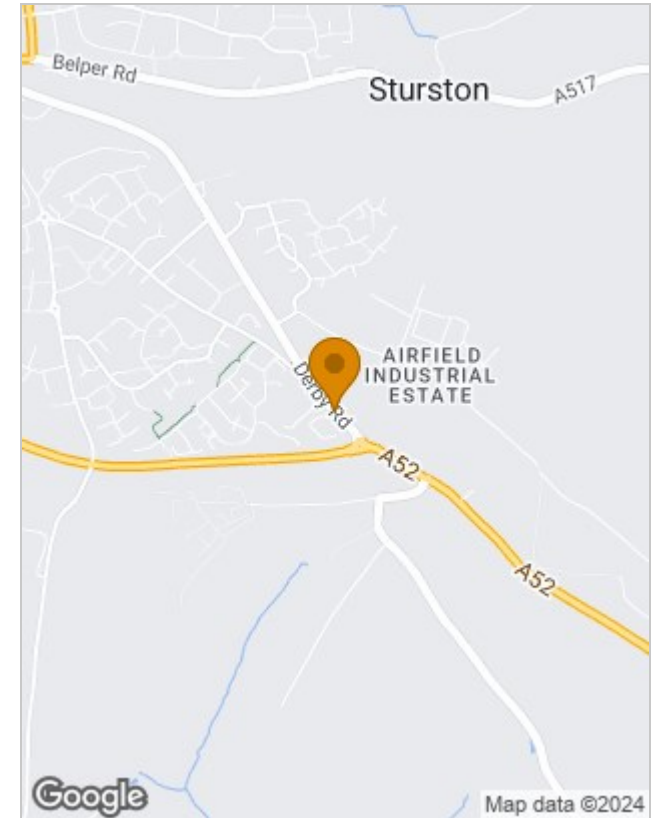 Belper Rd
Sturston
A517
AIRFIELD
INDUSTRIAL
ESTATE
Derby Rd
A52
A52
Google
Map data ©2024